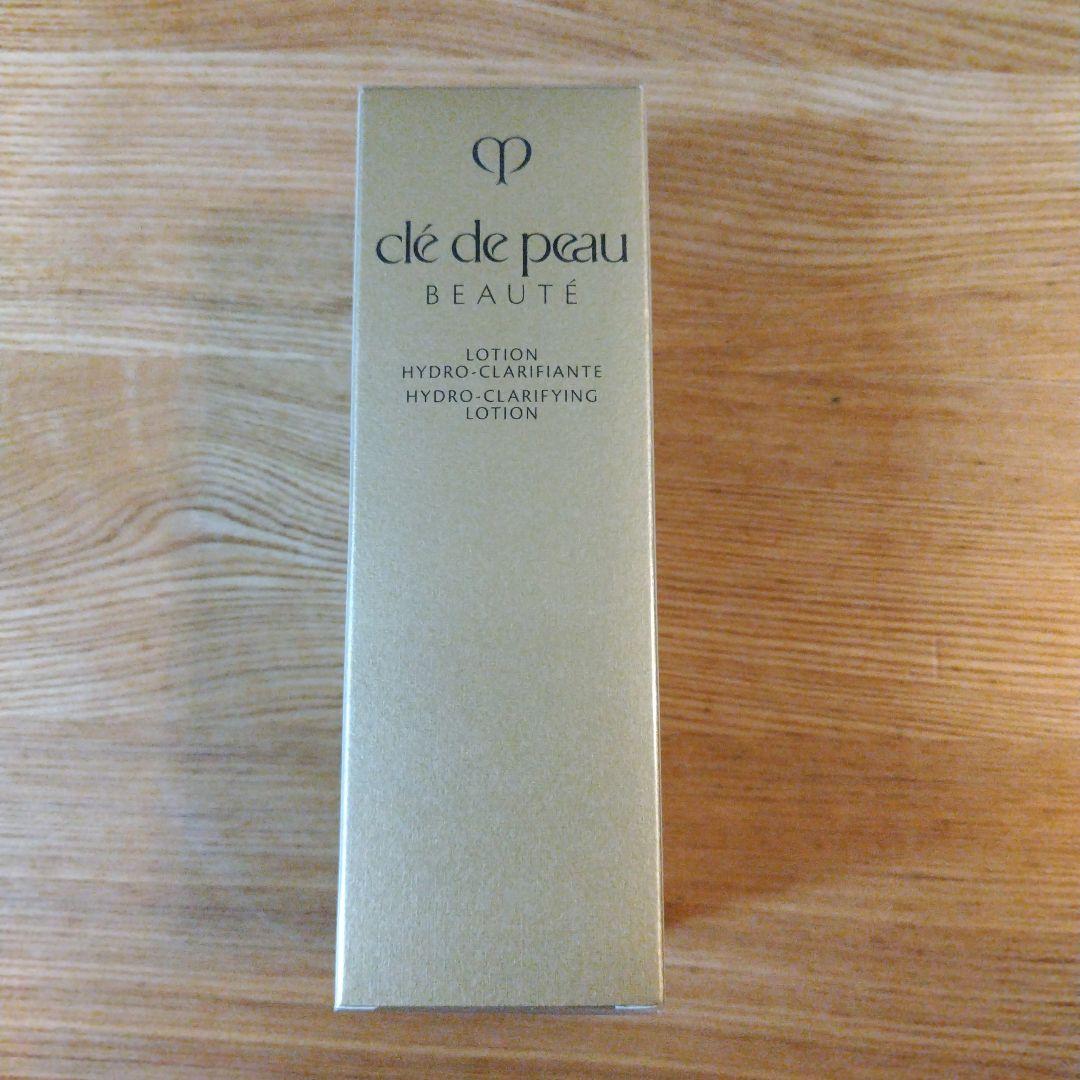 clé de peau
BEAUTÉ
LOTION
HYDRO-CLARIFIANTE
HYDRO-CLARIFYING
LOTION